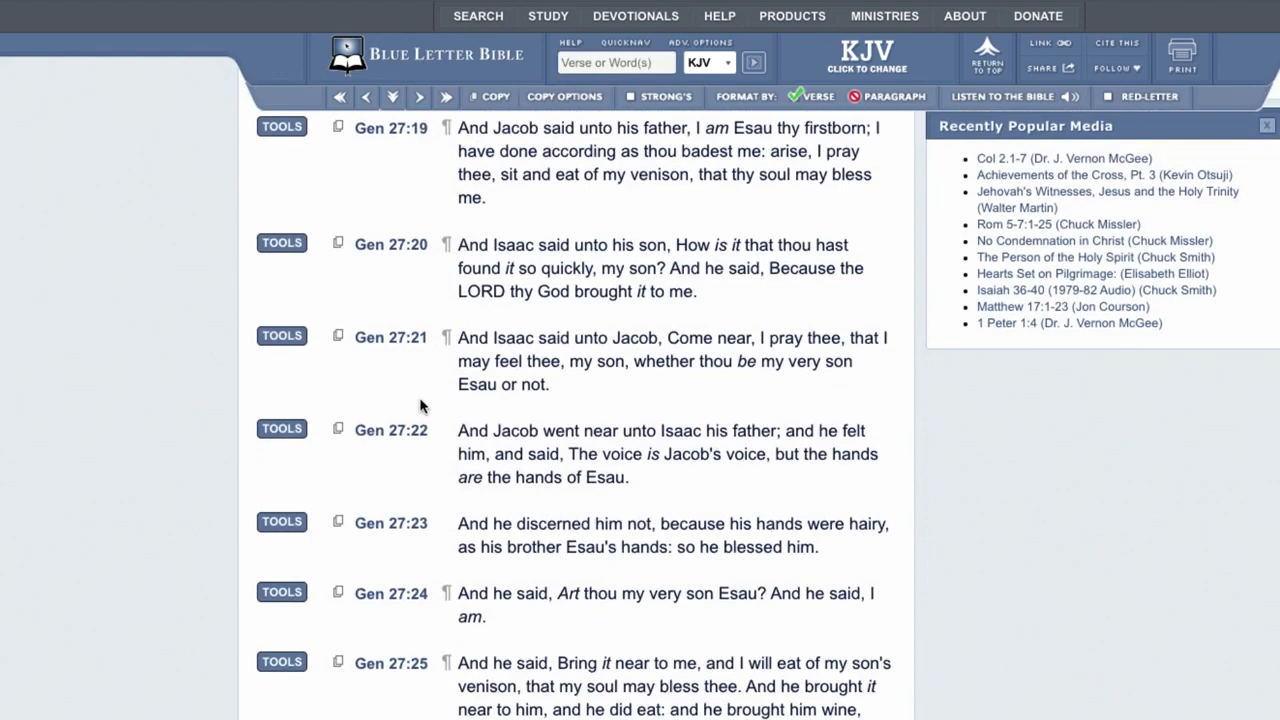 SEARCH STUDY DEVOTIONALS HELP PRODUCTS MINISTRIES ABOUT DONATE
BLUE LETTER BIBLE
HELP QUICKNAV ADV. OPTIONS
Verse or Word(s) KJV
KJV
CLICK TO CHANGE
RETURN
TO TOP
LINK CITE THIS
SHARE FOLLOW
PRINT
COPY COPY OPTIONS STRONG'S FORMAT BY: VERSE PARAGRAPH LISTEN TO THE BIBLE RED-LETTER
TOOLS Gen 27:19 ¶ And Jacob said unto his father, I am Esau thy firstborn; I
have done according as thou badest me: arise, I pray
thee, sit and eat of my venison, that thy soul may bless
me.
TOOLS Gen 27:20 ¶ And Isaac said unto his son, How is it that thou hast
found it so quickly, my son? And he said, Because the
LORD thy God brought it to me.
TOOLS Gen 27:21 ¶ And Isaac said unto Jacob, Come near, I pray thee, that I
may feel thee, my son, whether thou be my very son
Esau or not.
TOOLS Gen 27:22 And Jacob went near unto Isaac his father; and he felt
him, and said, The voice is Jacob's voice, but the hands
are the hands of Esau.
TOOLS Gen 27:23 And he discerned him not, because his hands were hairy,
as his brother Esau's hands: so he blessed him.
TOOLS Gen 27:24 ¶ And he said, Art thou my very son Esau? And he said, I
am.
TOOLS Gen 27:25 ¶ And he said, Bring it near to me, and I will eat of my son's
venison, that my soul may bless thee. And he brought it
near to him, and he did eat: and he brought him wine,
Recently Popular Media
Col 2.1-7 (Dr. J. Vernon McGee)
Achievements of the Cross, Pt. 3 (Kevin Otsuji)
Jehovah's Witnesses, Jesus and the Holy Trinity
(Walter Martin)
Rom 5-7:1-25 (Chuck Missler)
No Condemnation in Christ (Chuck Missler)
The Person of the Holy Spirit (Chuck Smith)
Hearts Set on Pilgrimage: (Elisabeth Elliot)
Isaiah 36-40 (1979-82 Audio) (Chuck Smith)
Matthew 17:1-23 (Jon Courson)
1 Peter 1:4 (Dr. J. Vernon McGee)